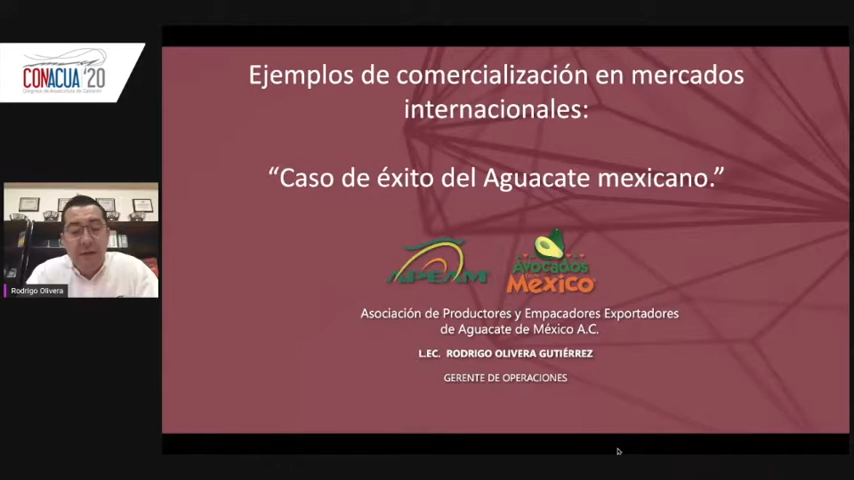 CONACUA '20
Ejemplos de comercialización en mercados
internacionales:
“Caso de éxito del Aguacate mexicano.”
APEAM
Avocados
from
Mexico
Asociación de Productores y Empacadores Exportadores
de Aguacate de México A.C.
L.EC. RODRIGO OLIVERA GUTIÉRREZ
GERENTE DE OPERACIONES
Rodrigo Olivera